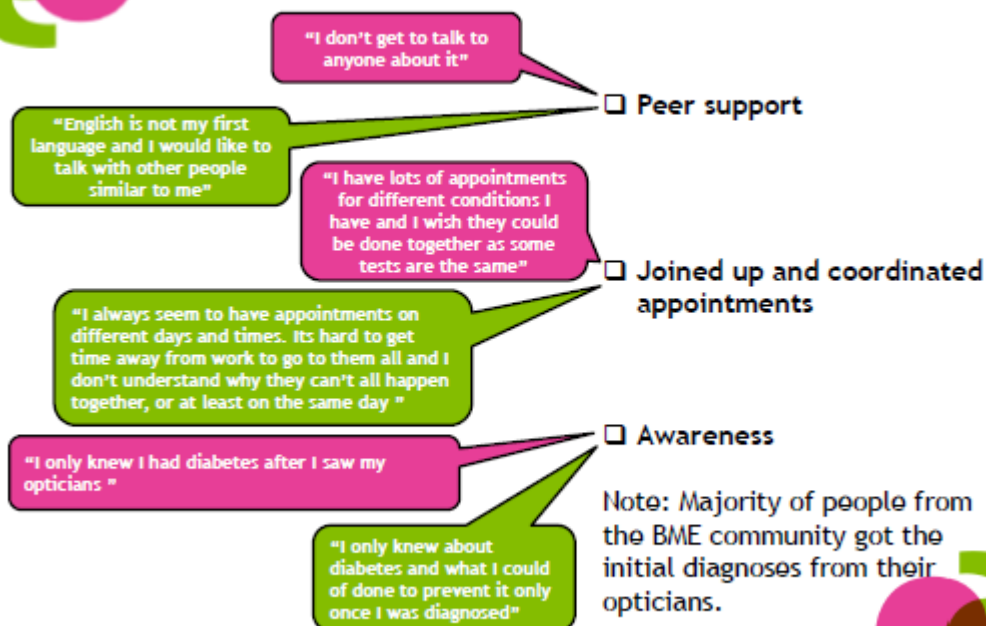 “I don’t get to talk to
anyone about it”
❑ Peer support
“English is not my first
language and I would like to
talk with other people
similar to me”
“I have lots of appointments
for different conditions I
have and I wish they could
be done together as some
tests are the same”
❑ Joined up and coordinated
appointments
“I always seem to have appointments on
different days and times. Its hard to get
time away from work to go to them all and I
don’t understand why they can’t all happen
together, or at least on the same day ”
❑ Awareness
“I only knew I had diabetes after I saw my
opticians ”
“I only knew about
diabetes and what I could
of done to prevent it only
once I was diagnosed”
Note: Majority of people from
the BME community got the
initial diagnoses from their
opticians.